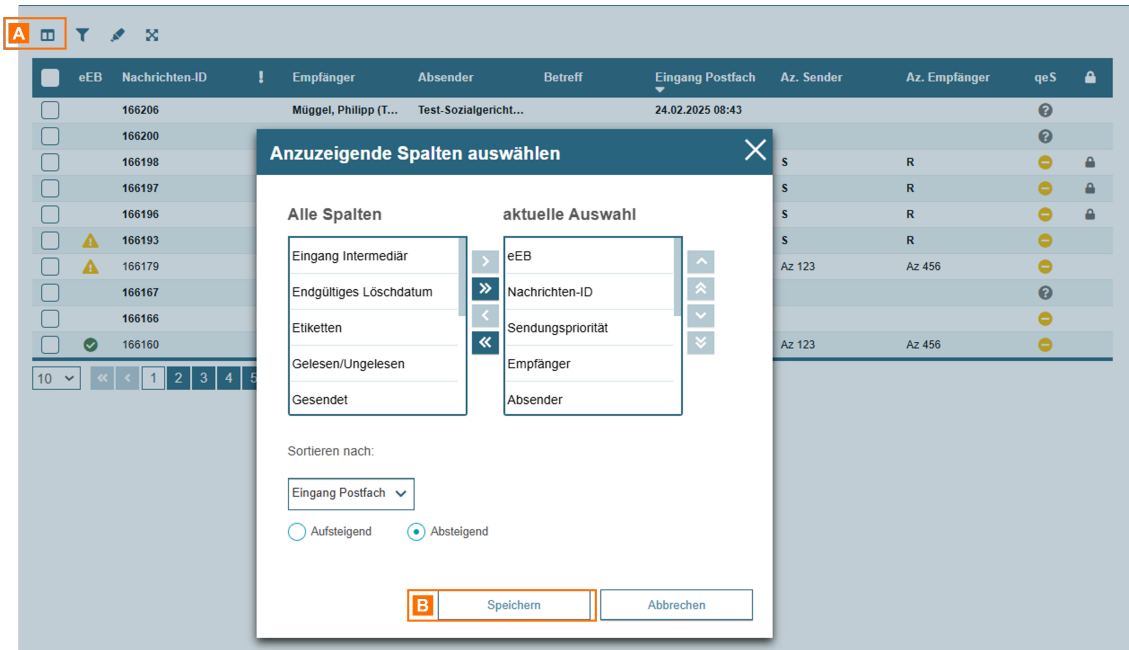 A
eEB Nachrichten-ID ! Empfänger Absender Betreff Eingang Postfach Az. Sender Az. Empfänger qeS
166206 Müggel, Philipp (T... Test-Sozialgericht... 24.02.2025 08:43
166200
166198 S R
166197 S R
166196 S R
166193 S R
166179 Az 123 Az 456
166167
166166
166160 Az 123 Az 456
10 « < 1 2 3 4 5
Anzuzeigende Spalten auswählen
Alle Spalten
Eingang Intermediär
Endgültiges Löschdatum
Etiketten
Gelesen/Ungelesen
Gesendet
aktuelle Auswahl
eEB
Nachrichten-ID
Sendungspriorität
Empfänger
Absender
Sortieren nach:
Eingang Postfach
Aufsteigend Absteigend
B Speichern Abbrechen